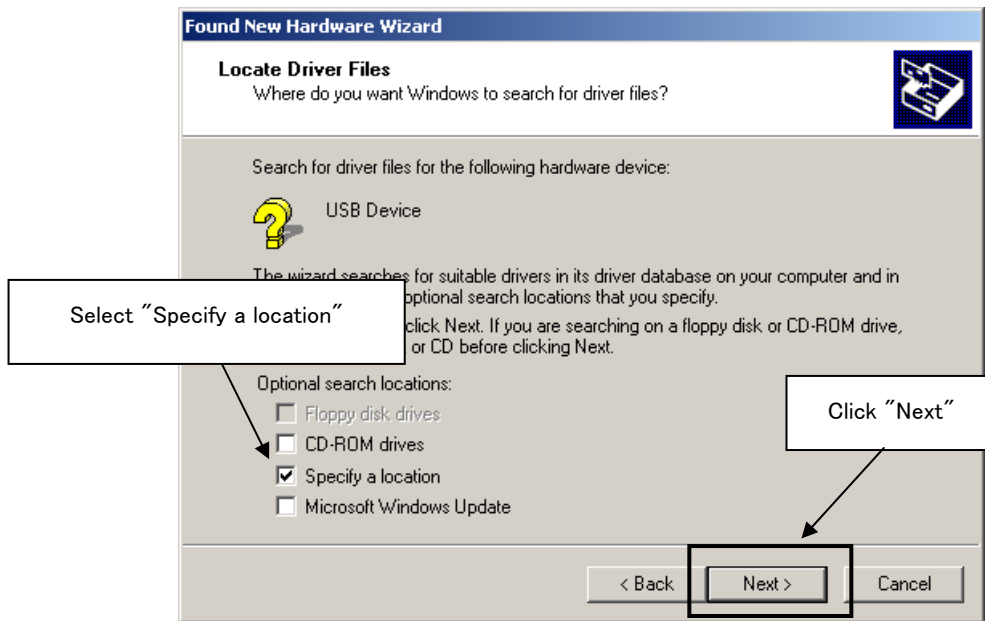 Found New Hardware Wizard
Locate Driver Files
Where do you want Windows to search for driver files?
Search for driver files for the following hardware device:
USB Device
The wizard searches for suitable drivers in its driver database on your computer and in
optional search locations that you specify.
Select "Specify a location"
click Next. If you are searching on a floppy disk or CD-ROM drive,
or CD before clicking Next.
Optional search locations:
Floppy disk drives
Click "Next"
CD-ROM drives
Specify a location
Microsoft Windows Update
< Back
Next >
Cancel